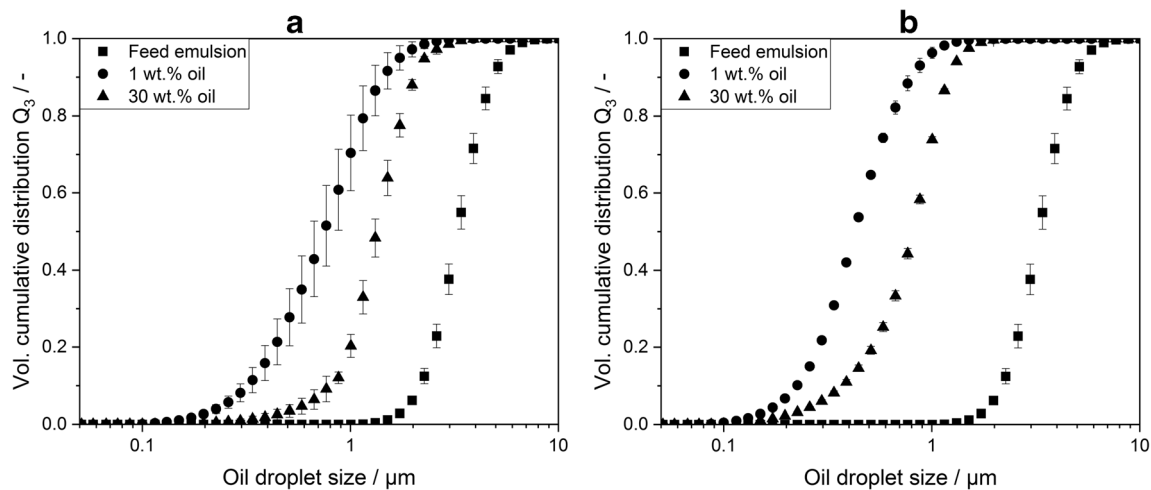 a
Vol. cumulative distribution Q3 / -
1.0
0.8
0.6
0.4
0.2
0.0
Feed emulsion
1 wt.% oil
30 wt.% oil
0.1 1 10
Oil droplet size / µm
b
Vol. cumulative distribution Q3 / -
1.0
0.8
0.6
0.4
0.2
0.0
Feed emulsion
1 wt.% oil
30 wt.% oil
0.1 1 10
Oil droplet size / µm